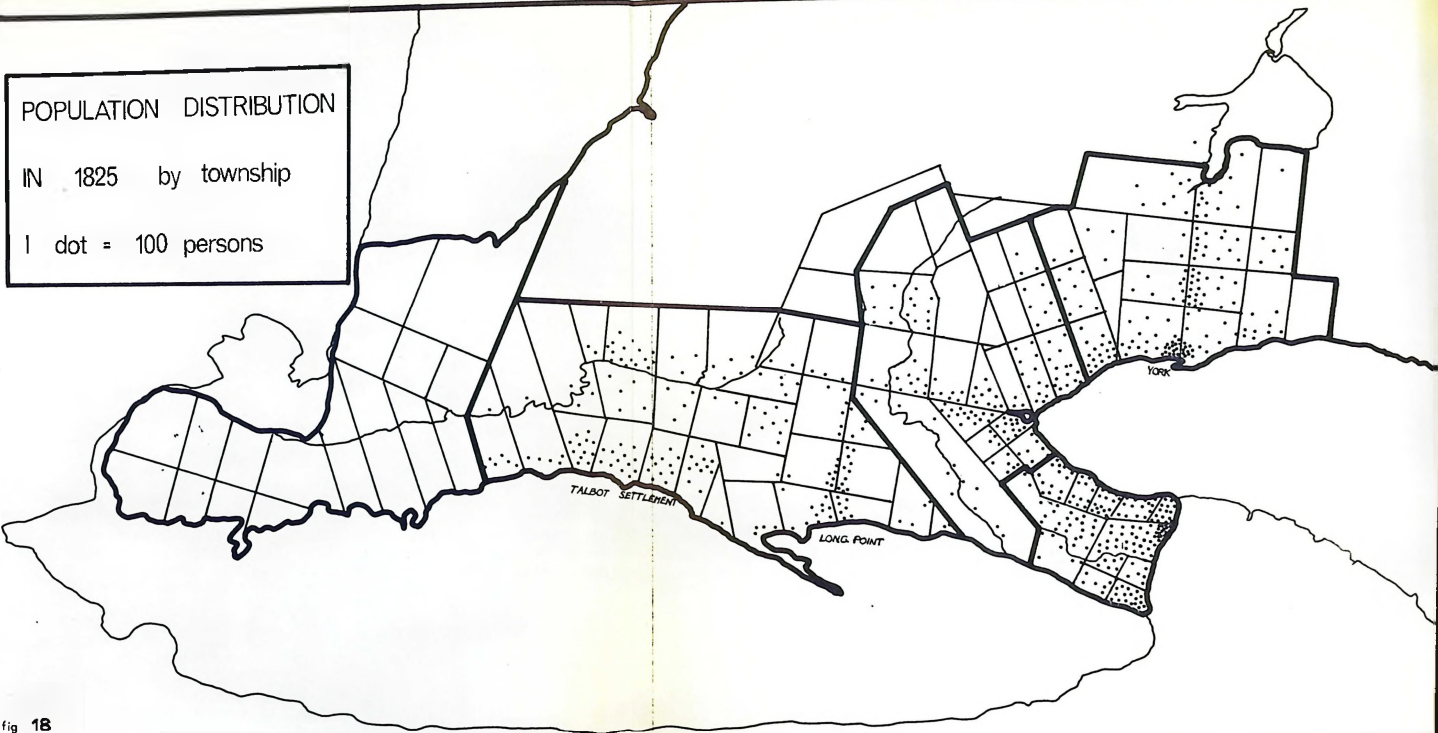 POPULATION DISTRIBUTION
IN 1825 by township
1 dot = 100 persons
YORK
TALBOT SETTLEMENT
LONG POINT
fig 18